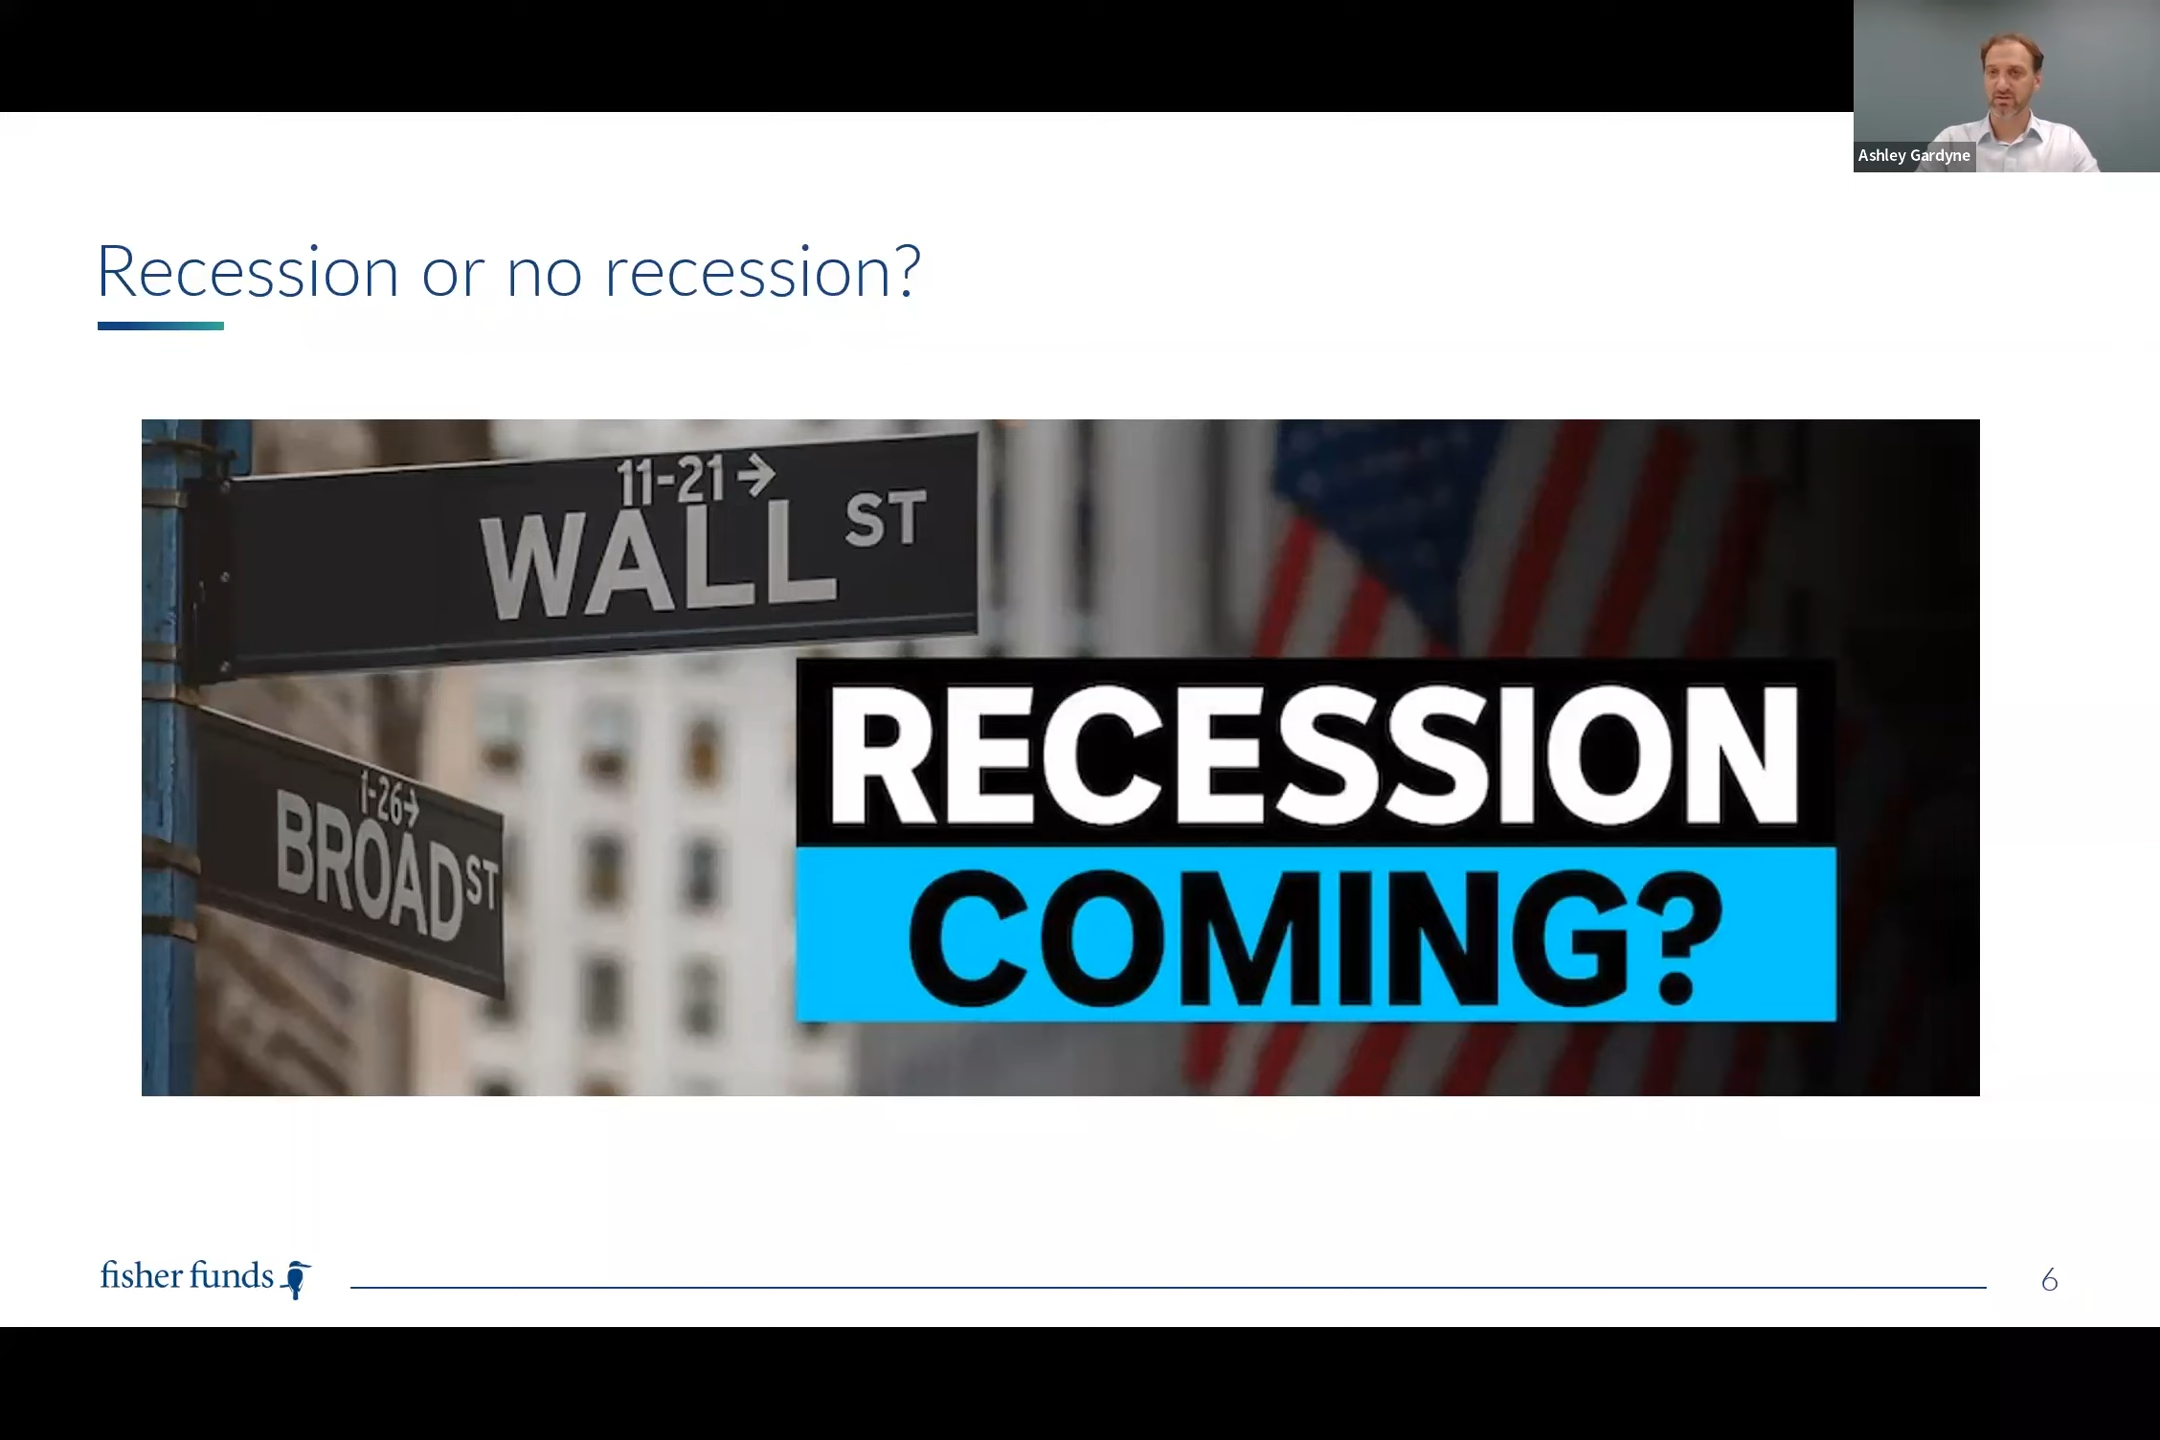 Ashley Gardyne
Recession or no recession?
11-21→
WALL ST
1-26→
BROAD ST
RECESSION
COMING?
fisher funds
6